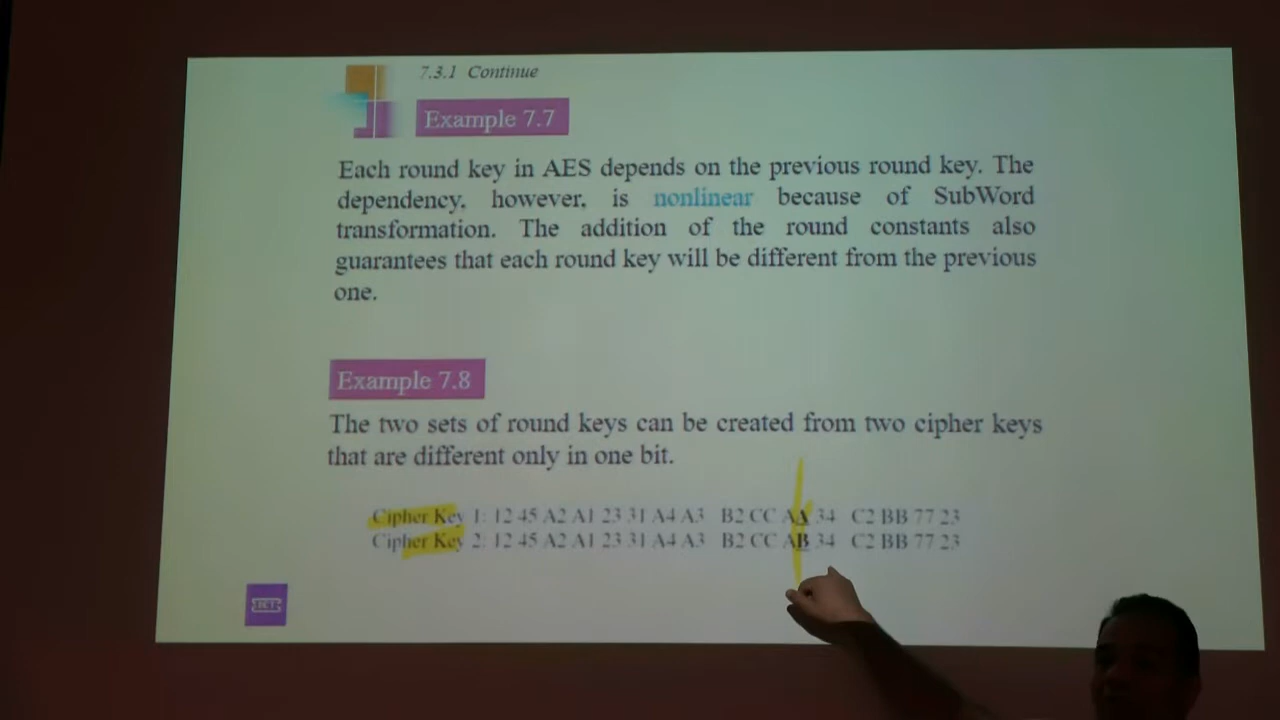 7.3.1 Continue
Example 7.7
Each round key in AES depends on the previous round key. The
dependency, however, is nonlinear because of SubWord
transformation. The addition of the round constants also
guarantees that each round key will be different from the previous
one.
Example 7.8
The two sets of round keys can be created from two cipher keys
that are different only in one bit.
Cipher Key 1: 12 45 A2 A1 23 31 A4 A3 B2 CC AA 34 C2 BB 77 23
Cipher Key 2: 12 45 A2 A1 23 31 A4 A3 B2 CC AB 34 C2 BB 77 23